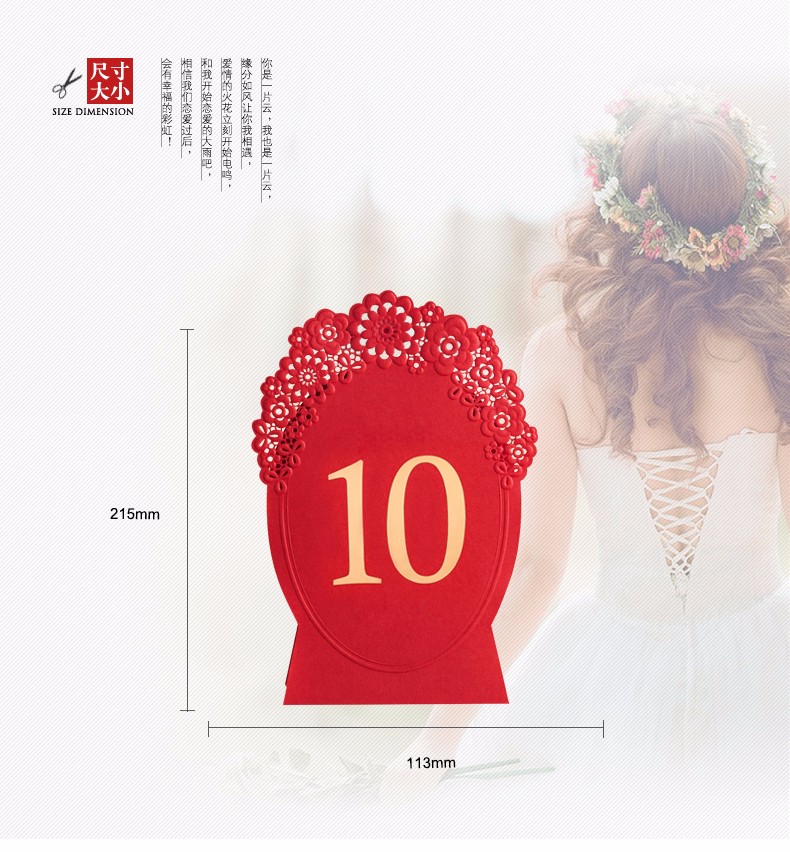 尺寸
大小
SIZE DIMENSION
你是一片云，我也是一片云，
缘分如风让你我相遇，
爱情的火花立刻开始电鸣，
和我开始恋爱的大雨吧，
相信我们恋爱过后，
会有幸福的彩虹！
10
215mm
113mm